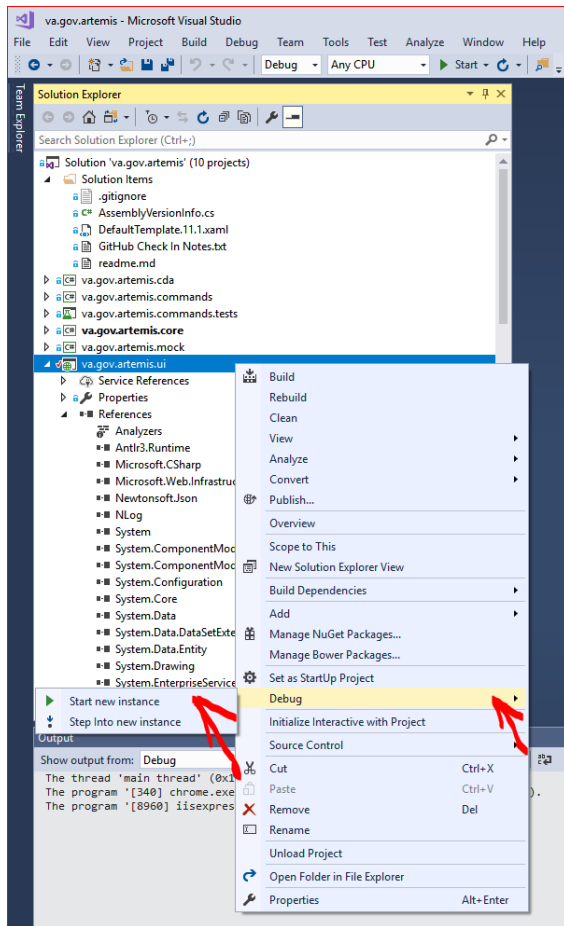 va.gov.artemis - Microsoft Visual Studio
File Edit View Project Build Debug Team Tools Test Analyze Window Help
Debug Any CPU Start
Team Explorer
Solution Explorer
Search Solution Explorer (Ctrl+;)
Solution 'va.gov.artemis' (10 projects)
Solution Items
.gitignore
AssemblyVersionInfo.cs
DefaultTemplate.11.1.xaml
GitHub Check In Notes.txt
readme.md
va.gov.artemis.cda
va.gov.artemis.commands
va.gov.artemis.commands.tests
va.gov.artemis.core
va.gov.artemis.mock
va.gov.artemis.ui
Service References
Properties
References
Analyzers
Antlr3.Runtime
Microsoft.CSharp
Microsoft.Web.Infrastruc
Newtonsoft.Json
NLog
System
System.ComponentMod
System.ComponentMod
System.Configuration
System.Core
System.Data
System.Data.DataSetExte
System.Data.Entity
System.Drawing
System.EnterpriseService
Build
Rebuild
Clean
View
Analyze
Convert
Publish...
Overview
Scope to This
New Solution Explorer View
Build Dependencies
Add
Manage NuGet Packages...
Manage Bower Packages...
Set as StartUp Project
Debug
Initialize Interactive with Project
Source Control
Cut Ctrl+X
Paste Ctrl+V
Remove Del
Rename
Unload Project
Open Folder in File Explorer
Properties Alt+Enter
Start new instance
Step Into new instance
Output
Show output from: Debug
The thread 'main thread' (0x1
The program '[340] chrome.exe ).
The program '[8960] iisexpres